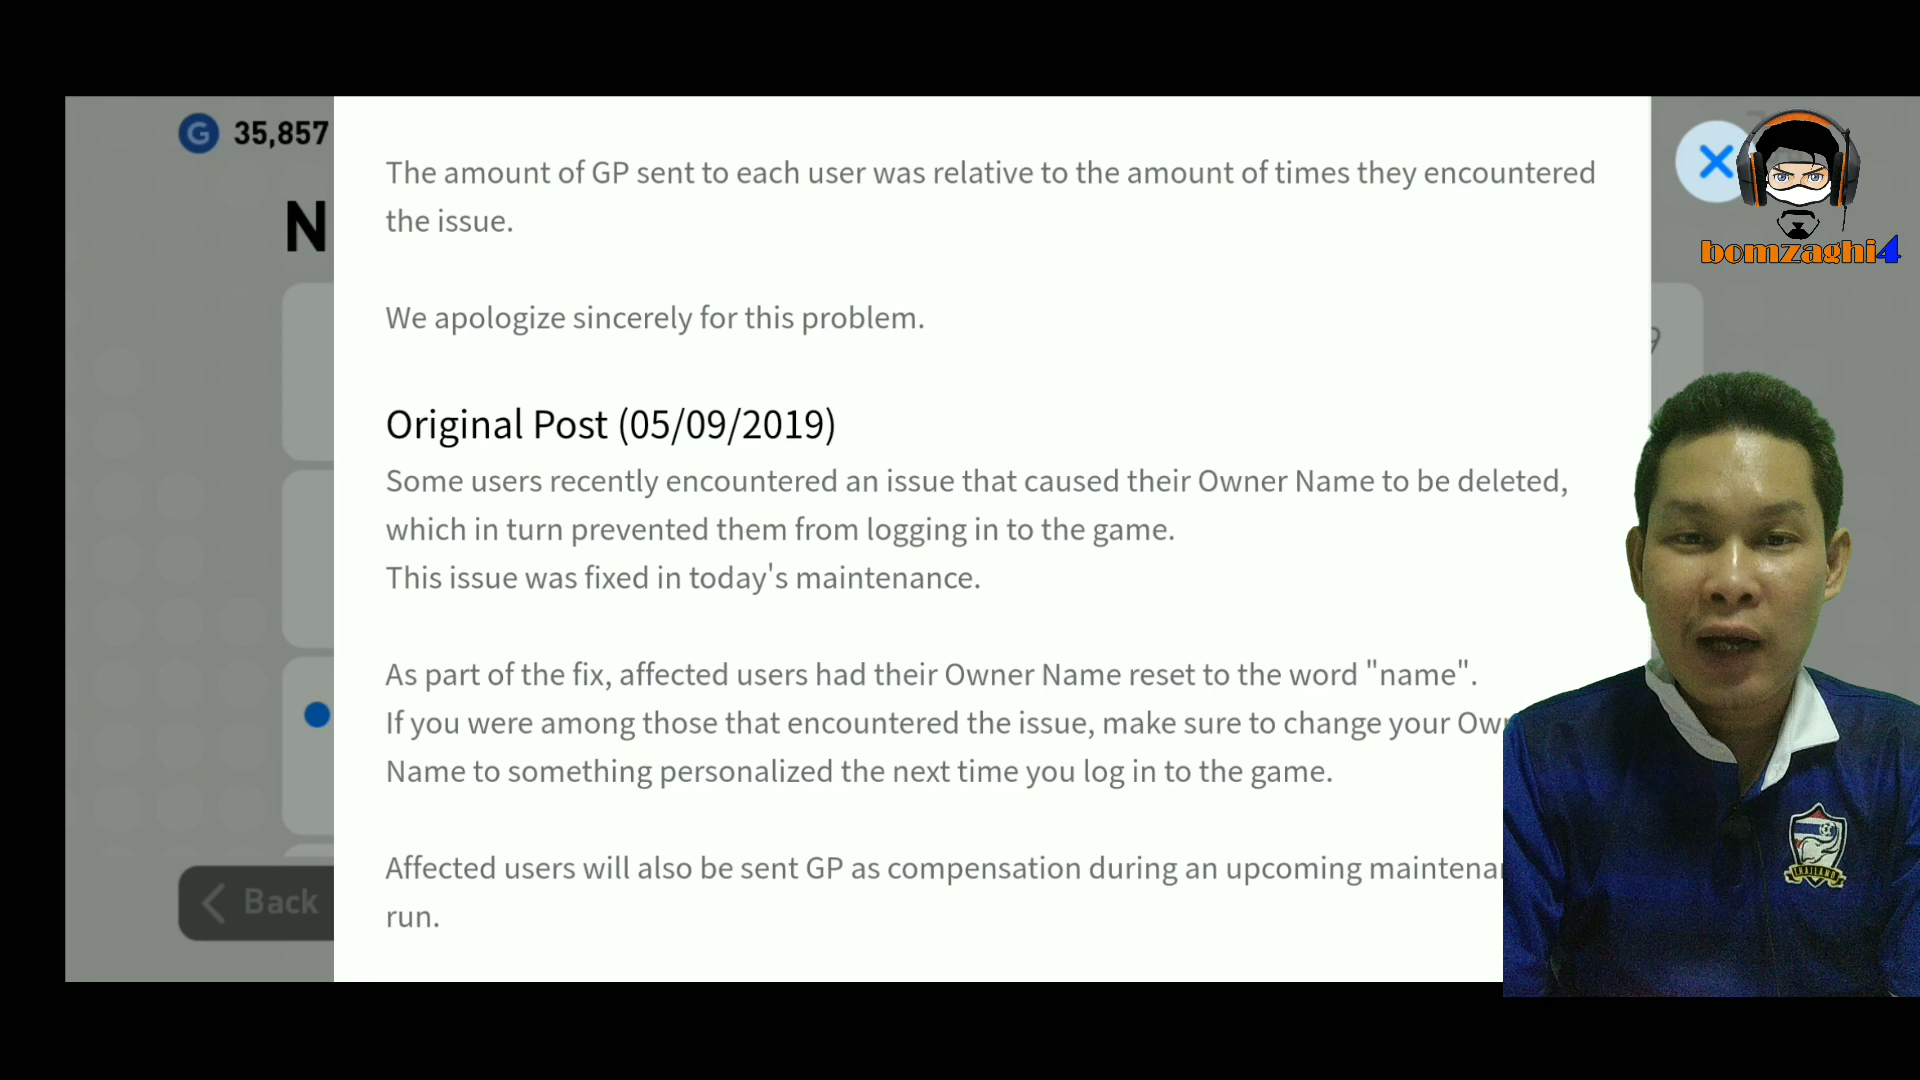 35,857
The amount of GP sent to each user was relative to the amount of times they encountered
the issue.
N
bomzaghi4
We apologize sincerely for this problem.
9
Original Post (05/09/2019)
Some users recently encountered an issue that caused their Owner Name to be deleted,
which in turn prevented them from logging in to the game.
This issue was fixed in today's maintenance.
As part of the fix, affected users had their Owner Name reset to the word "name".
If you were among those that encountered the issue, make sure to change your Own
Name to something personalized the next time you log in to the game.
THAILAND
Affected users will also be sent GP as compensation during an upcoming maintenan
run.
Back